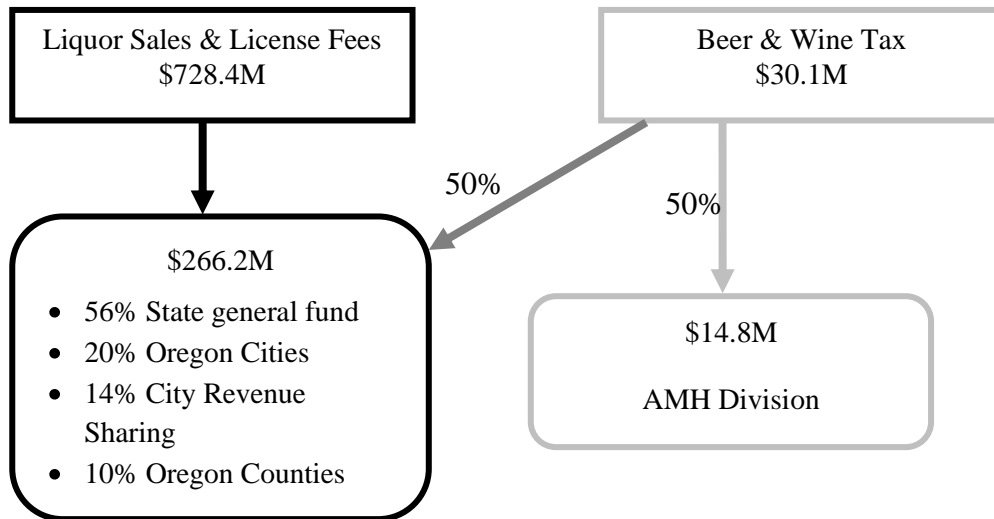 Liquor Sales & License Fees
$728.4M
Beer & Wine Tax
$30.1M
50%
50%
$266.2M
• 56% State general fund
• 20% Oregon Cities
• 14% City Revenue
Sharing
• 10% Oregon Counties
$14.8M
AMH Division